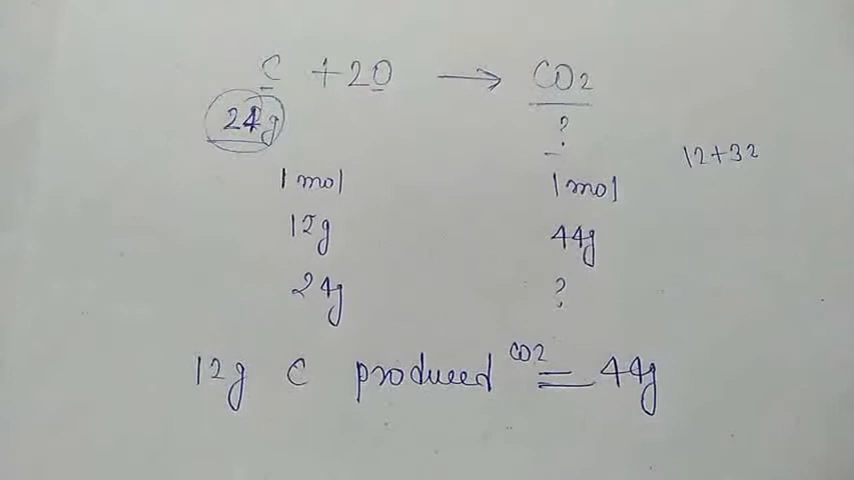 C + 2O → CO2
24g ?
12+32
1 mol 1 mol
12g 44g
24g ?
12g C produced CO2 = 44g